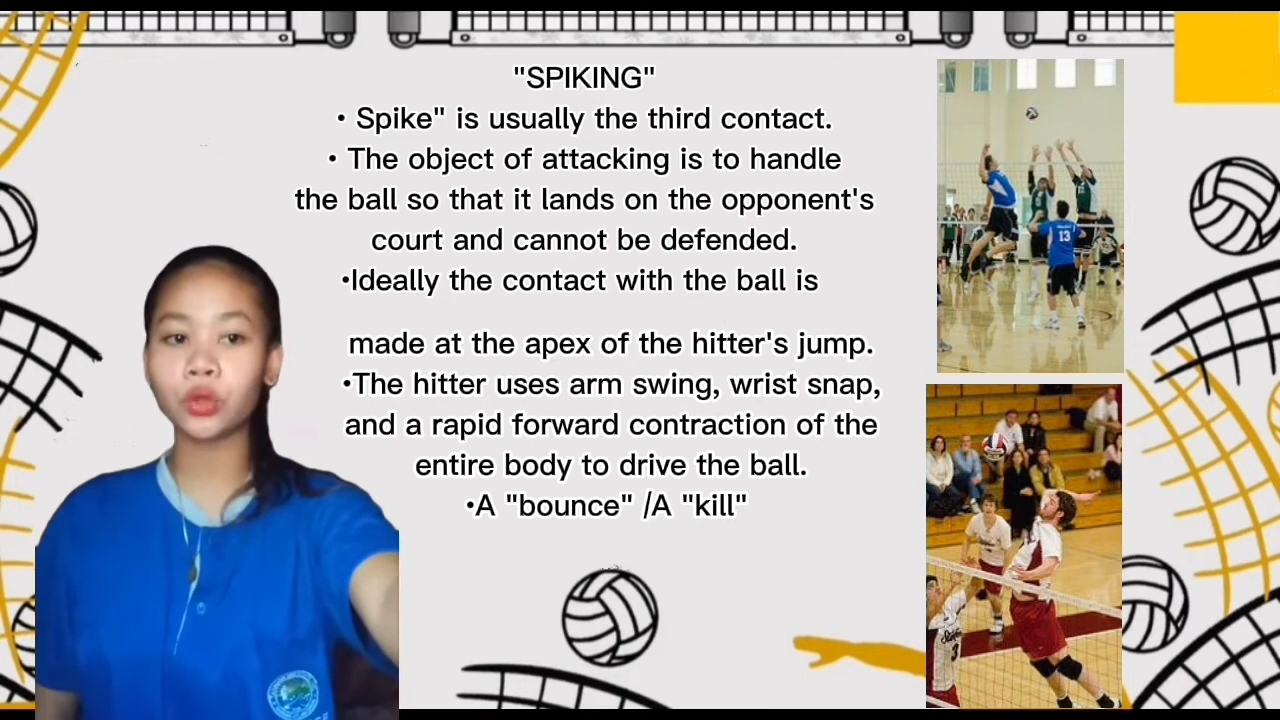 "SPIKING"
• Spike" is usually the third contact.
• The object of attacking is to handle
the ball so that it lands on the opponent's
court and cannot be defended.
•Ideally the contact with the ball is
made at the apex of the hitter's jump.
•The hitter uses arm swing, wrist snap,
and a rapid forward contraction of the
entire body to drive the ball.
•A "bounce" /A "kill"
13
3